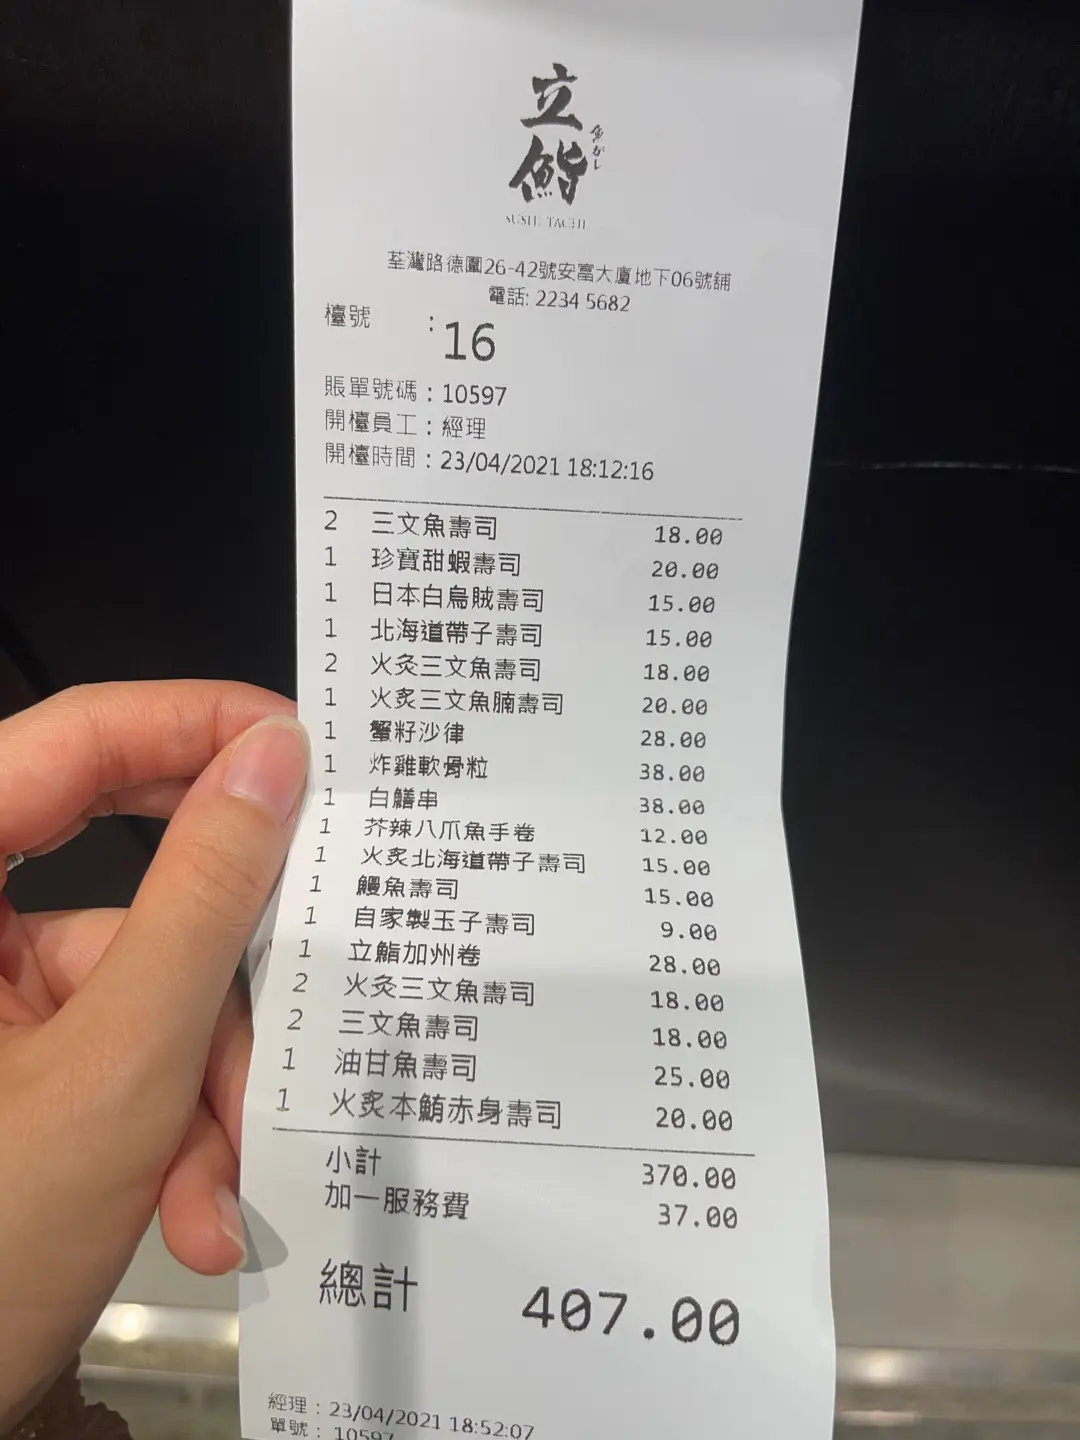 立鮨
魚がし
SUSHI TACHI
荃灣路德圍26-42號安富大廈地下06號舖
電話: 2234 5682
檯號 : 16
賬單號碼 : 10597
開檯員工 : 經理
開檯時間 : 23/04/2021 18:12:16
2 三文魚壽司 18.00
1 珍寶甜蝦壽司 20.00
1 日本白烏賊壽司 15.00
1 北海道帶子壽司 15.00
2 火灸三文魚壽司 18.00
1 火炙三文魚腩壽司 20.00
1 蟹籽沙律 28.00
1 炸雞軟骨粒 38.00
1 白鱔串 38.00
1 芥辣八爪魚手卷 12.00
1 火炙北海道帶子壽司 15.00
1 鰻魚壽司 15.00
1 自家製玉子壽司 9.00
1 立鮨加州卷 28.00
2 火灸三文魚壽司 18.00
2 三文魚壽司 18.00
1 油甘魚壽司 25.00
1 火炙本鮪赤身壽司 20.00
小計 370.00
加一服務費 37.00
總計 407.00
經理 : 23/04/2021 18:52:07
單號 : 10597